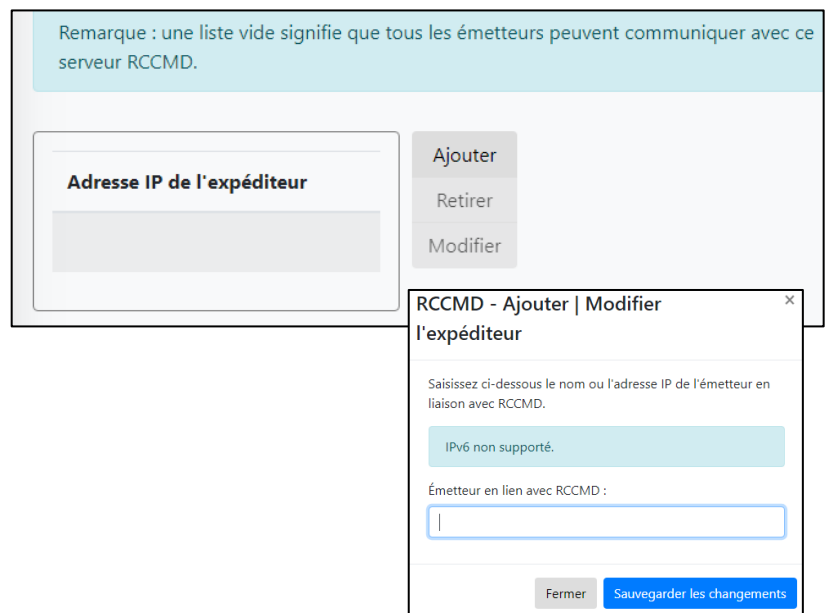 Remarque : une liste vide signifie que tous les émetteurs peuvent communiquer avec ce
serveur RCCMD.
Adresse IP de l'expéditeur
Ajouter
Retirer
Modifier
RCCMD - Ajouter | Modifier
l'expéditeur
×
Saisissez ci-dessous le nom ou l'adresse IP de l'émetteur en
liaison avec RCCMD.
IPv6 non supporté.
Émetteur en lien avec RCCMD :
Fermer
Sauvegarder les changements